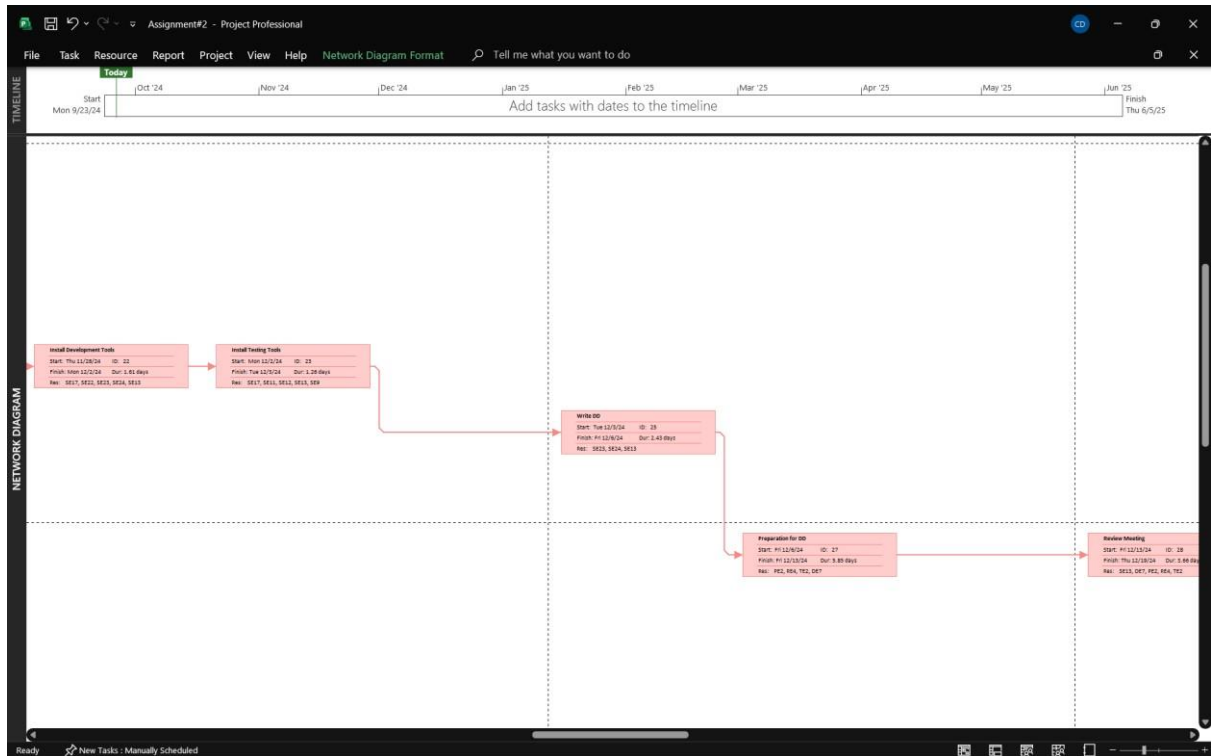 Assignment#2 - Project Professional
CD
File Task Resource Report Project View Help Network Diagram Format Tell me what you want to do
TIMELINE
Today
Oct '24 Nov '24 Dec '24 Jan '25 Feb '25 Mar '25 Apr '25 May '25 Jun '25
Start
Mon 9/23/24
Add tasks with dates to the timeline
Finish
Thu 6/5/25
NETWORK DIAGRAM
Install Development Tools
Start: Thu 11/28/24 ID: 22
Finish: Mon 12/2/24 Dur: 1.61 days
Res: SE17, SE22, SE23, SE24, SE13
Install Testing Tools
Start: Mon 12/2/24 ID: 23
Finish: Tue 12/3/24 Dur: 1.26 days
Res: SE17, SE11, SE12, SE13, SE9
Write DD
Start: Tue 12/3/24 ID:
Finish: Fri 12/6/24 Dur: 2.43 days
Res: SE23, SE24, SE13
Preparation for DD
Start: Fri 12/6/24 ID: 27
Finish: Fri 12/13/24 Dur: 5.85 days
Res: PE2, RE4, TE2, DE7
Review Meeting
Start: Fri 12/13/24 ID: 28
Finish: Thu 12/19/24 Dur: 3.66 day
Res: SE13, DE7, PE2, RE4, TE2
Ready New Tasks : Manually Scheduled